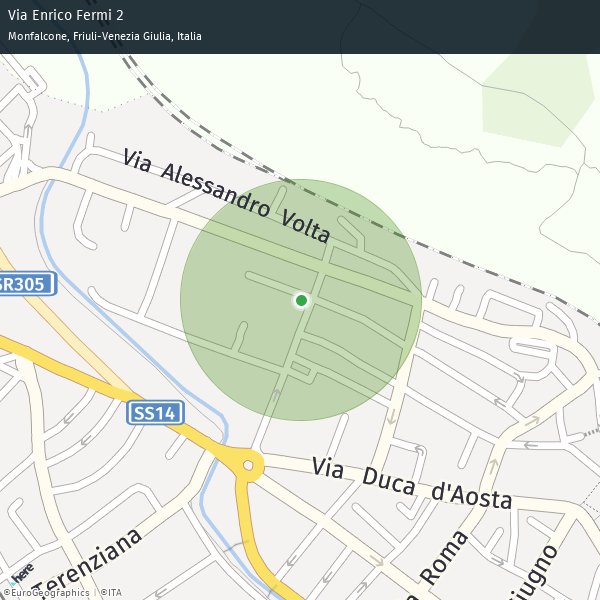 Via Enrico Fermi 2
Monfalcone, Friuli-Venezia Giulia, Italia
Via Alessandro Volta
SR305
SS14
Via Duca d'Aosta
Terenziana
Roma
Giugno
here
©EuroGeographics | ©ITA